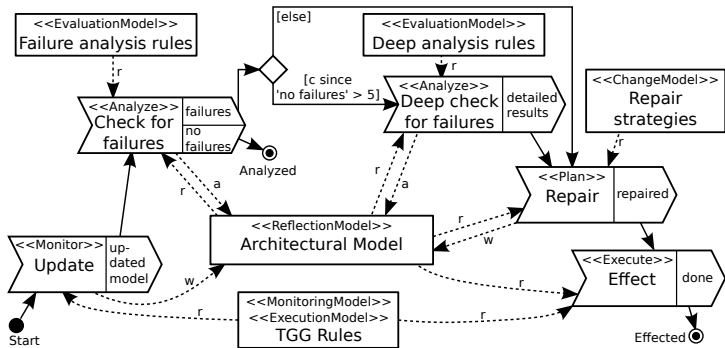 <<EvaluationModel>>
Failure analysis rules
r
[else]
<<EvaluationModel>>
Deep analysis rules
r
<<ChangeModel>>
Repair
strategies
r
<<Analyze>>
Check for
failures
failures
no
failures
Analyzed
[c since
'no failures' > 5]
<<Analyze>>
Deep check
for failures
detailed
results
r
a
r
a
<<Plan>>
Repair
repaired
<<ReflectionModel>>
Architectural Model
r
w
<<Monitor>>
Update
up-
dated
model
w
<<Execute>>
Effect
done
r
Start
r
<<MonitoringModel>>
<<ExecutionModel>>
TGG Rules
r
Effected